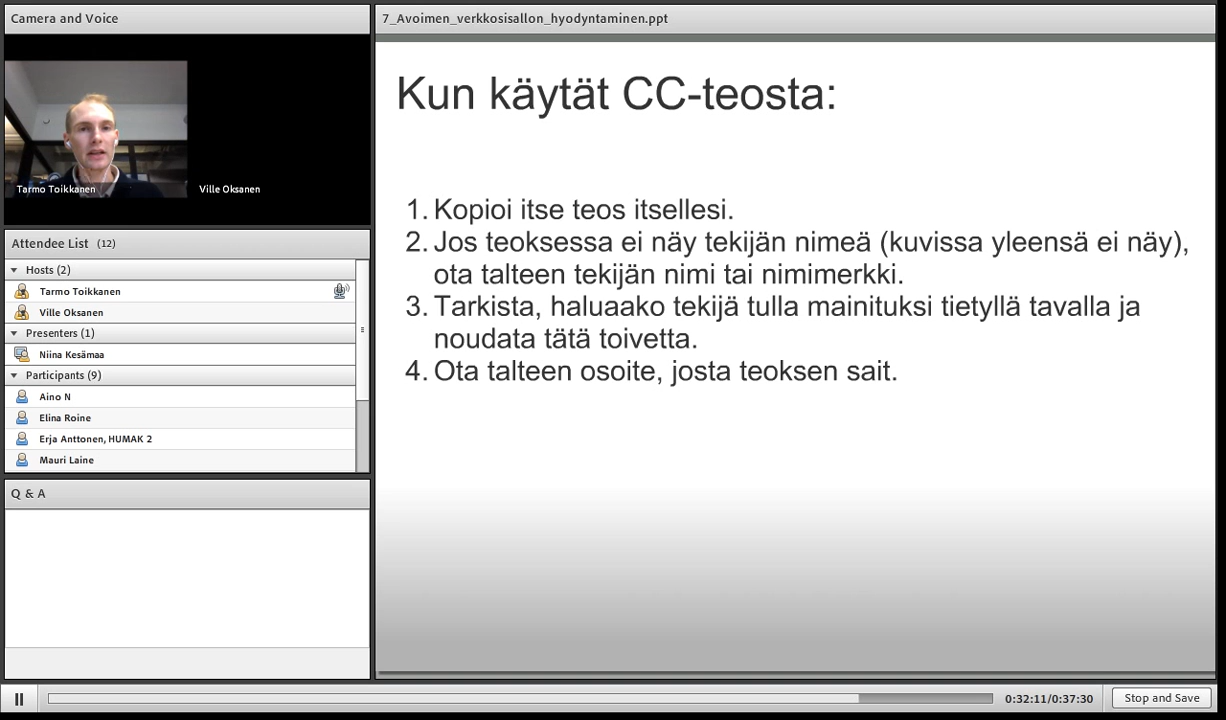 Camera and Voice
Tarmo Toikkanen
Ville Oksanen
Attendee List (12)
Hosts (2)
Tarmo Toikkanen
Ville Oksanen
Presenters (1)
Niina Kesämaa
Participants (9)
Aino N
Elina Roine
Erja Anttonen, HUMAK 2
Mauri Laine
Q & A
7_Avoimen_verkkosisallon_hyodyntaminen.ppt
Kun käytät CC-teosta:
1. Kopioi itse teos itsellesi.
2. Jos teoksessa ei näy tekijän nimeä (kuvissa yleensä ei näy),
ota talteen tekijän nimi tai nimimerkki.
3. Tarkista, haluaako tekijä tulla mainituksi tietyllä tavalla ja
noudata tätä toivetta.
4. Ota talteen osoite, josta teoksen sait.
0:32:11/0:37:30
Stop and Save